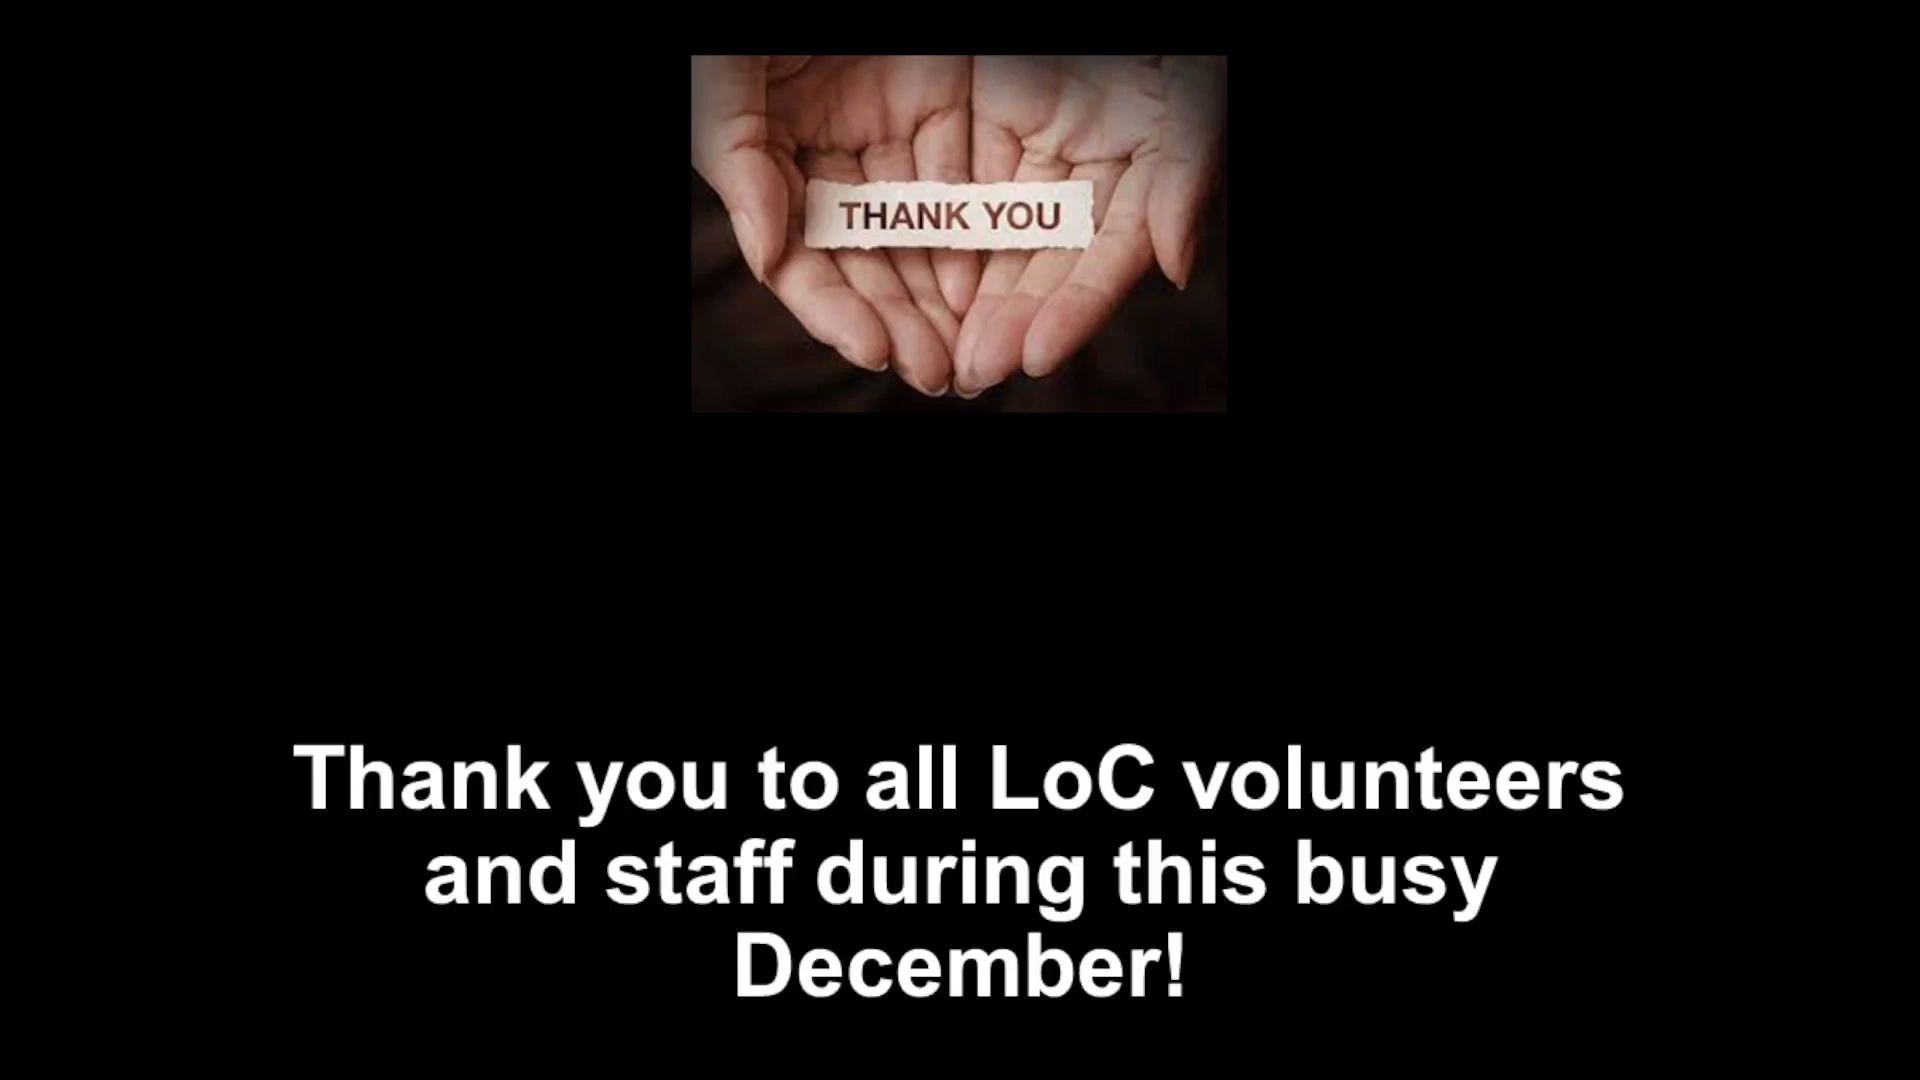 THANK YOU
Thank you to all LoC volunteers
and staff during this busy
December!